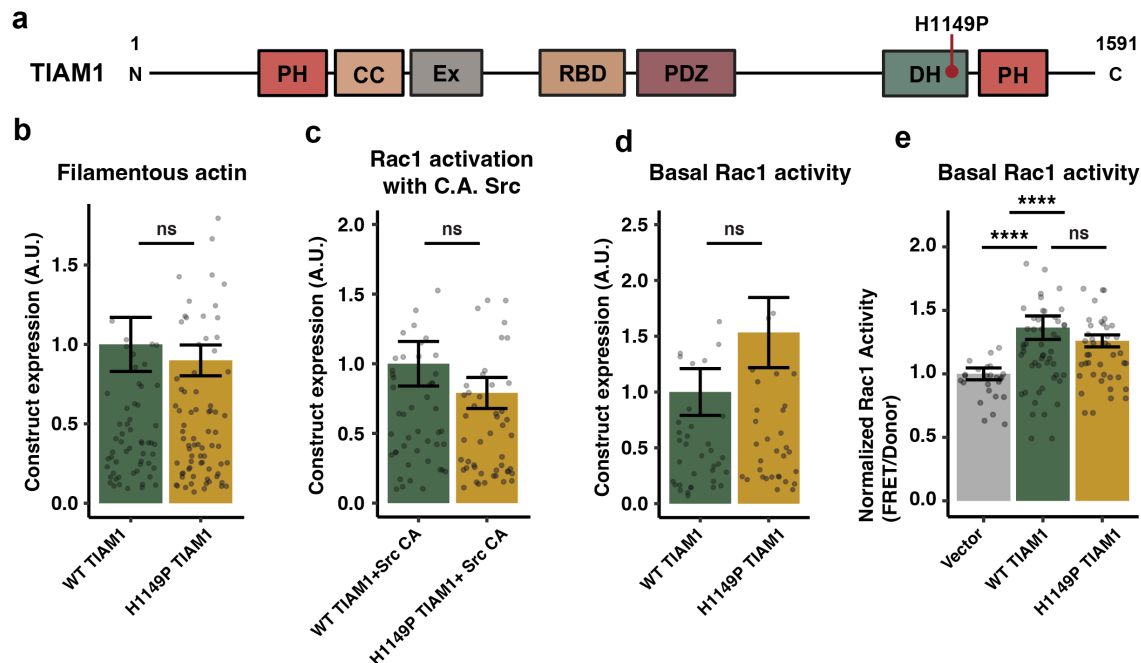 a
H1149P
1
1591
TIAM1
N
PH
CC
Ex
RBD
PDZ
DH
PH
C
b
Filamentous actin
Construct expression (A.U.)
1.5
1.0
0.5
0.0
ns
WT TIAM1
H1149P TIAM1
c
Rac1 activation
with C.A. Src
Construct expression (A.U.)
2.0
1.5
1.0
0.5
0.0
ns
WT TIAM1+Src CA
H1149P TIAM1+ Src CA
d
Basal Rac1 activity
Construct expression (A.U.)
2.5
2.0
1.5
1.0
0.5
0.0
ns
WT TIAM1
H1149P TIAM1
e
Basal Rac1 activity
Normalized Rac1 Activity
(FRET/Donor)
2.0
1.5
1.0
0.5
0.0
****
****
ns
Vector
WT TIAM1
H1149P TIAM1